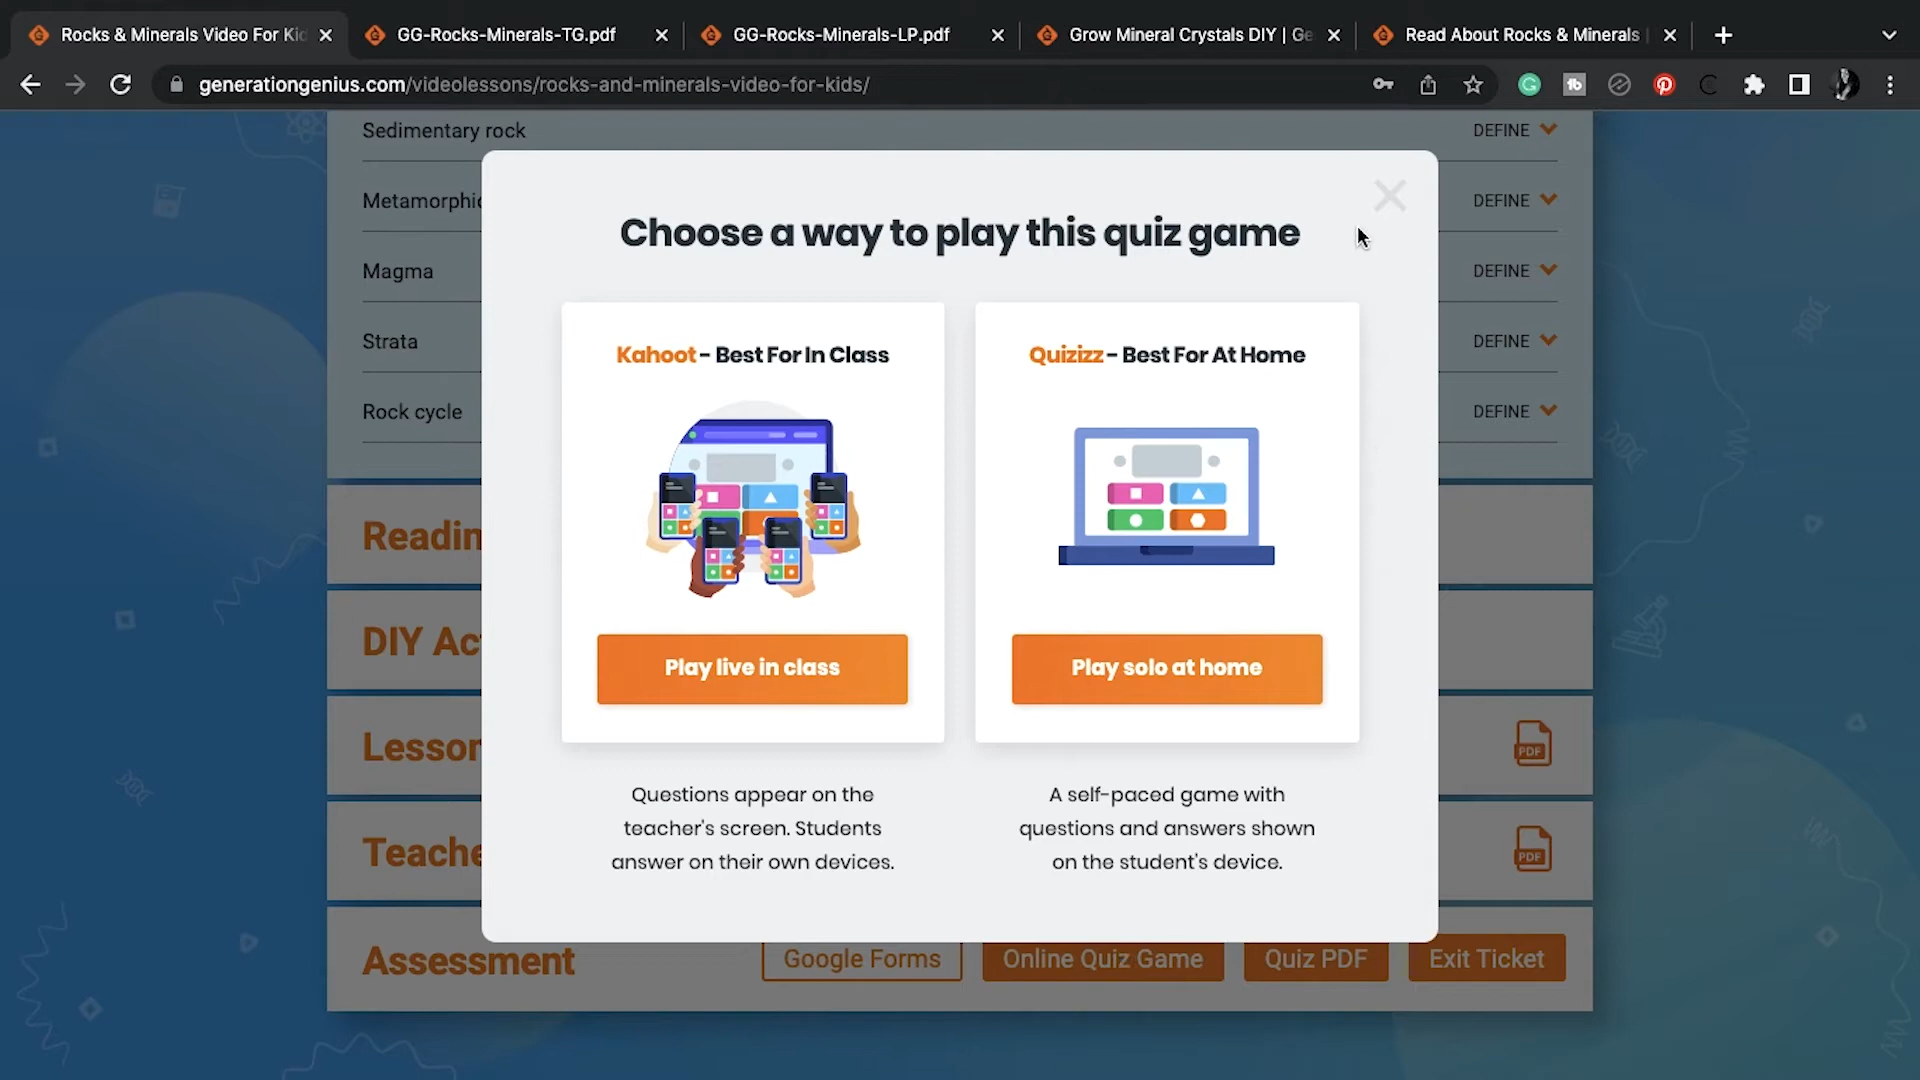 Rocks & Minerals Video For Kid
GG-Rocks-Minerals-TG.pdf
GG-Rocks-Minerals-LP.pdf
Grow Mineral Crystals DIY | Ge
Read About Rocks & Minerals |
generationgenius.com/videolessons/rocks-and-minerals-video-for-kids/
Sedimentary rock
DEFINE
Metamorphic
DEFINE
Magma
DEFINE
Strata
DEFINE
Rock cycle
DEFINE
Choose a way to play this quiz game
Kahoot - Best For In Class
Play live in class
Questions appear on the
teacher's screen. Students
answer on their own devices.
Quizizz - Best For At Home
Play solo at home
A self-paced game with
questions and answers shown
on the student's device.
Readin
DIY Ac
Lesson
PDF
Teache
PDF
Assessment
Google Forms
Online Quiz Game
Quiz PDF
Exit Ticket